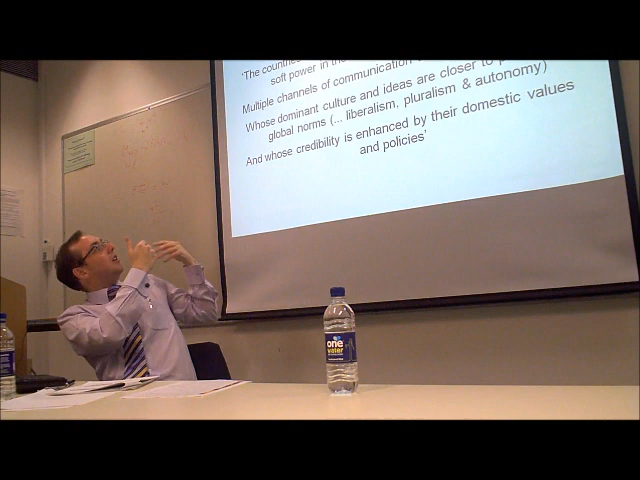 'The countries
soft power in the
Multiple channels of communication
Whose dominant culture and ideas are closer to
global norms (... liberalism, pluralism & autonomy)
And whose credibility is enhanced by their domestic values
and policies'
one
water